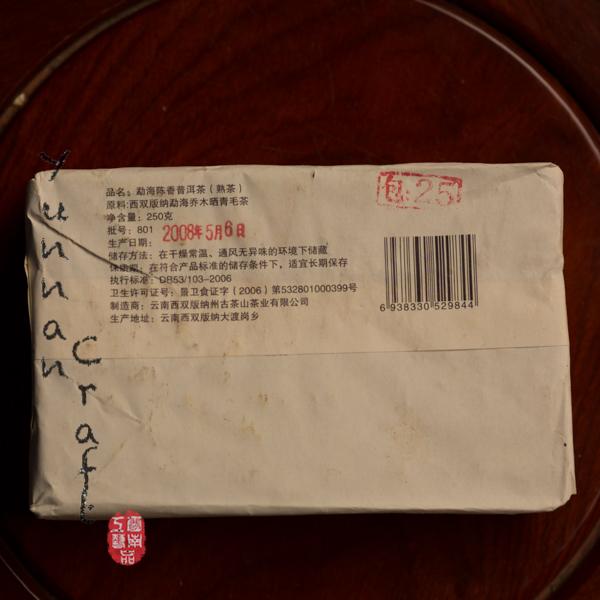 品名：勐海陈香普洱茶（熟茶）
原料:西双版纳勐海乔木晒青毛茶
净含量：250克
批号：801
生产日期：2008年5月6日
储存方法：在干燥常温、通风无异味的环境下储藏
保质期：在符合产品标准的储存条件下，适宜长期保存
执行标准：DB53/103-2006
卫生许可证号：景卫食证字（2006）第532801000399号
制造商：云南西双版纳州古茶山茶业有限公司
生产地址：云南西双版纳大渡岗乡
包:25
6 938330 529844
Yunnan
Craft